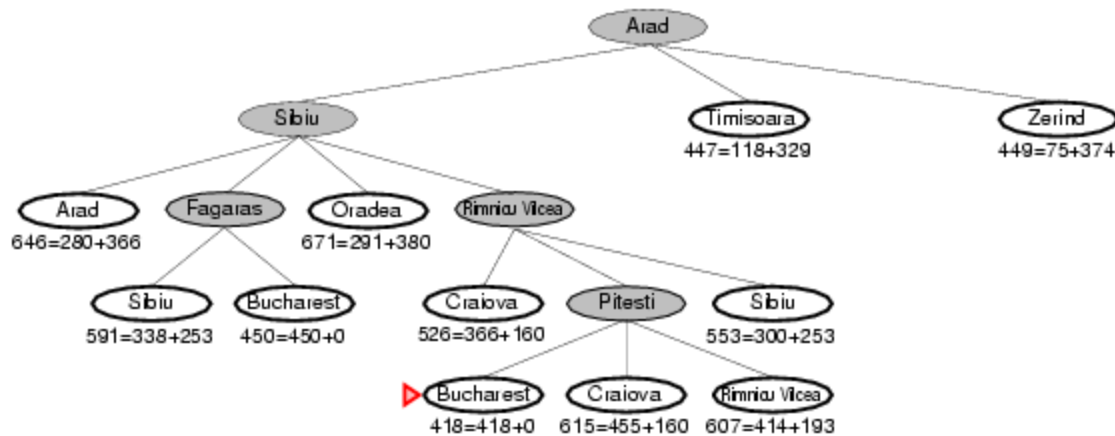 Arad
Sibiu
Timisoara
Zerind
447=118+329
449=75+374
Arad
Fagaras
Oradea
Rimnicu Vilcea
646=280+366
671=291+380
Sibiu
Bucharest
Craiova
Pitesti
Sibiu
591=338+253
450=450+0
526=366+160
553=300+253
Bucharest
Craiova
Rimnicu Vilcea
418=418+0
615=455+160
607=414+193